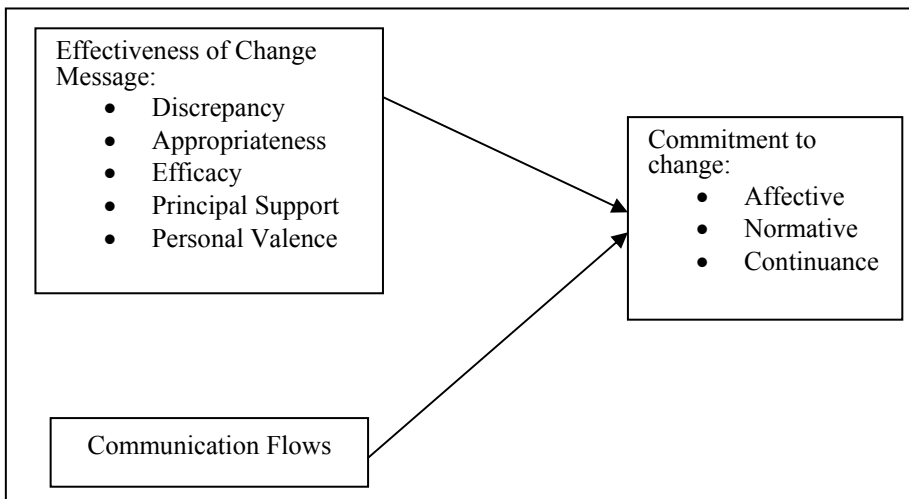 Effectiveness of Change
Message:
• Discrepancy
• Appropriateness
• Efficacy
• Principal Support
• Personal Valence
Commitment to
change:
• Affective
• Normative
• Continuance
Communication Flows